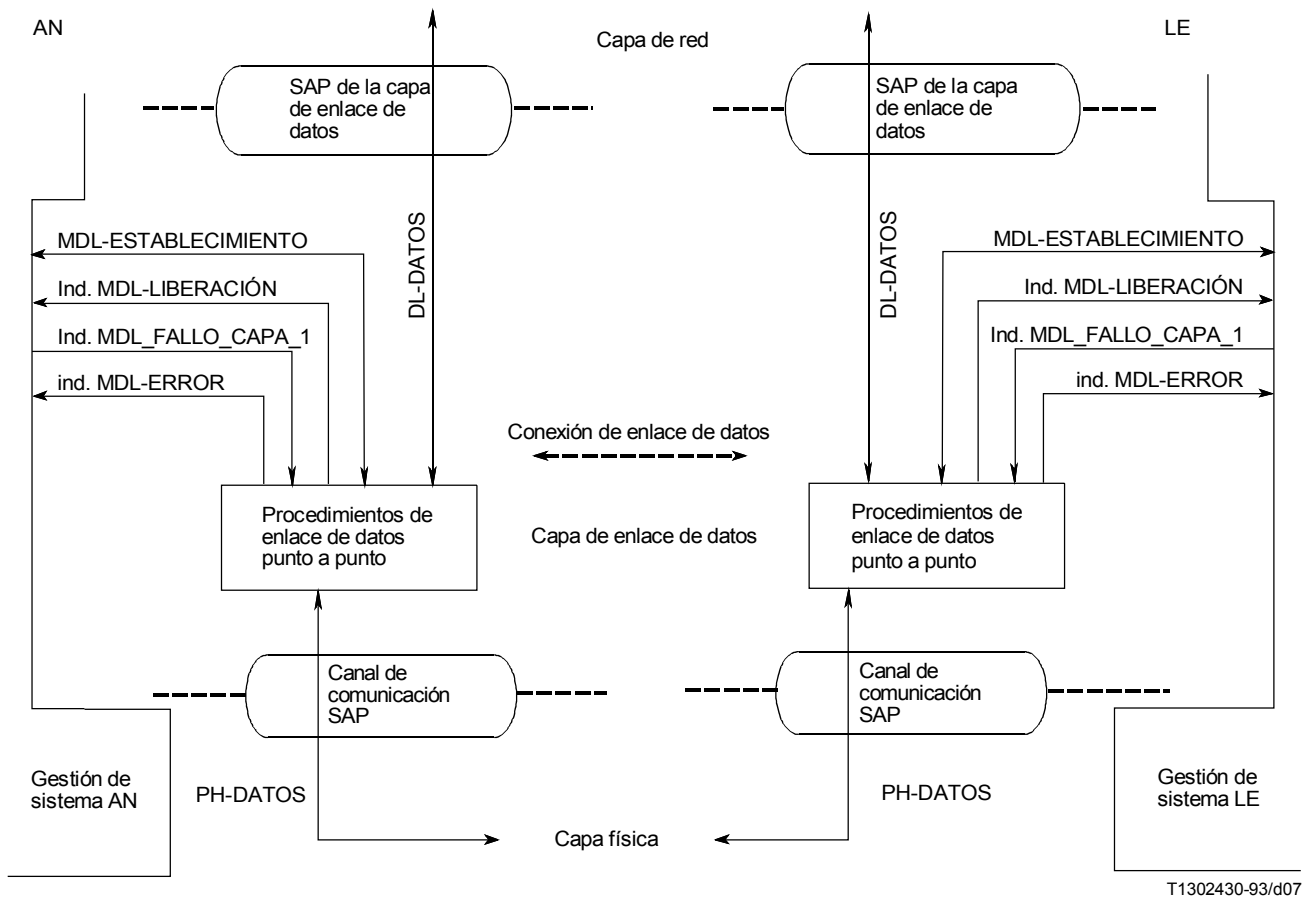 AN
Capa de red
LE
SAP de la capa
de enlace de
datos
SAP de la capa
de enlace de
datos
DL-DATOS
DL-DATOS
MDL-ESTABLECIMIENTO
Ind. MDL-LIBERACIÓN
Ind. MDL_FALLO_CAPA_1
ind. MDL-ERROR
MDL-ESTABLECIMIENTO
Ind. MDL-LIBERACIÓN
Ind. MDL_FALLO_CAPA_1
ind. MDL-ERROR
Conexión de enlace de datos
Procedimientos de
enlace de datos
punto a punto
Capa de enlace de datos
Procedimientos de
enlace de datos
punto a punto
Canal de
comunicación
SAP
Canal de
comunicación
SAP
Gestión de
sistema AN
PH-DATOS
Capa física
PH-DATOS
Gestión de
sistema LE
T1302430-93/d07